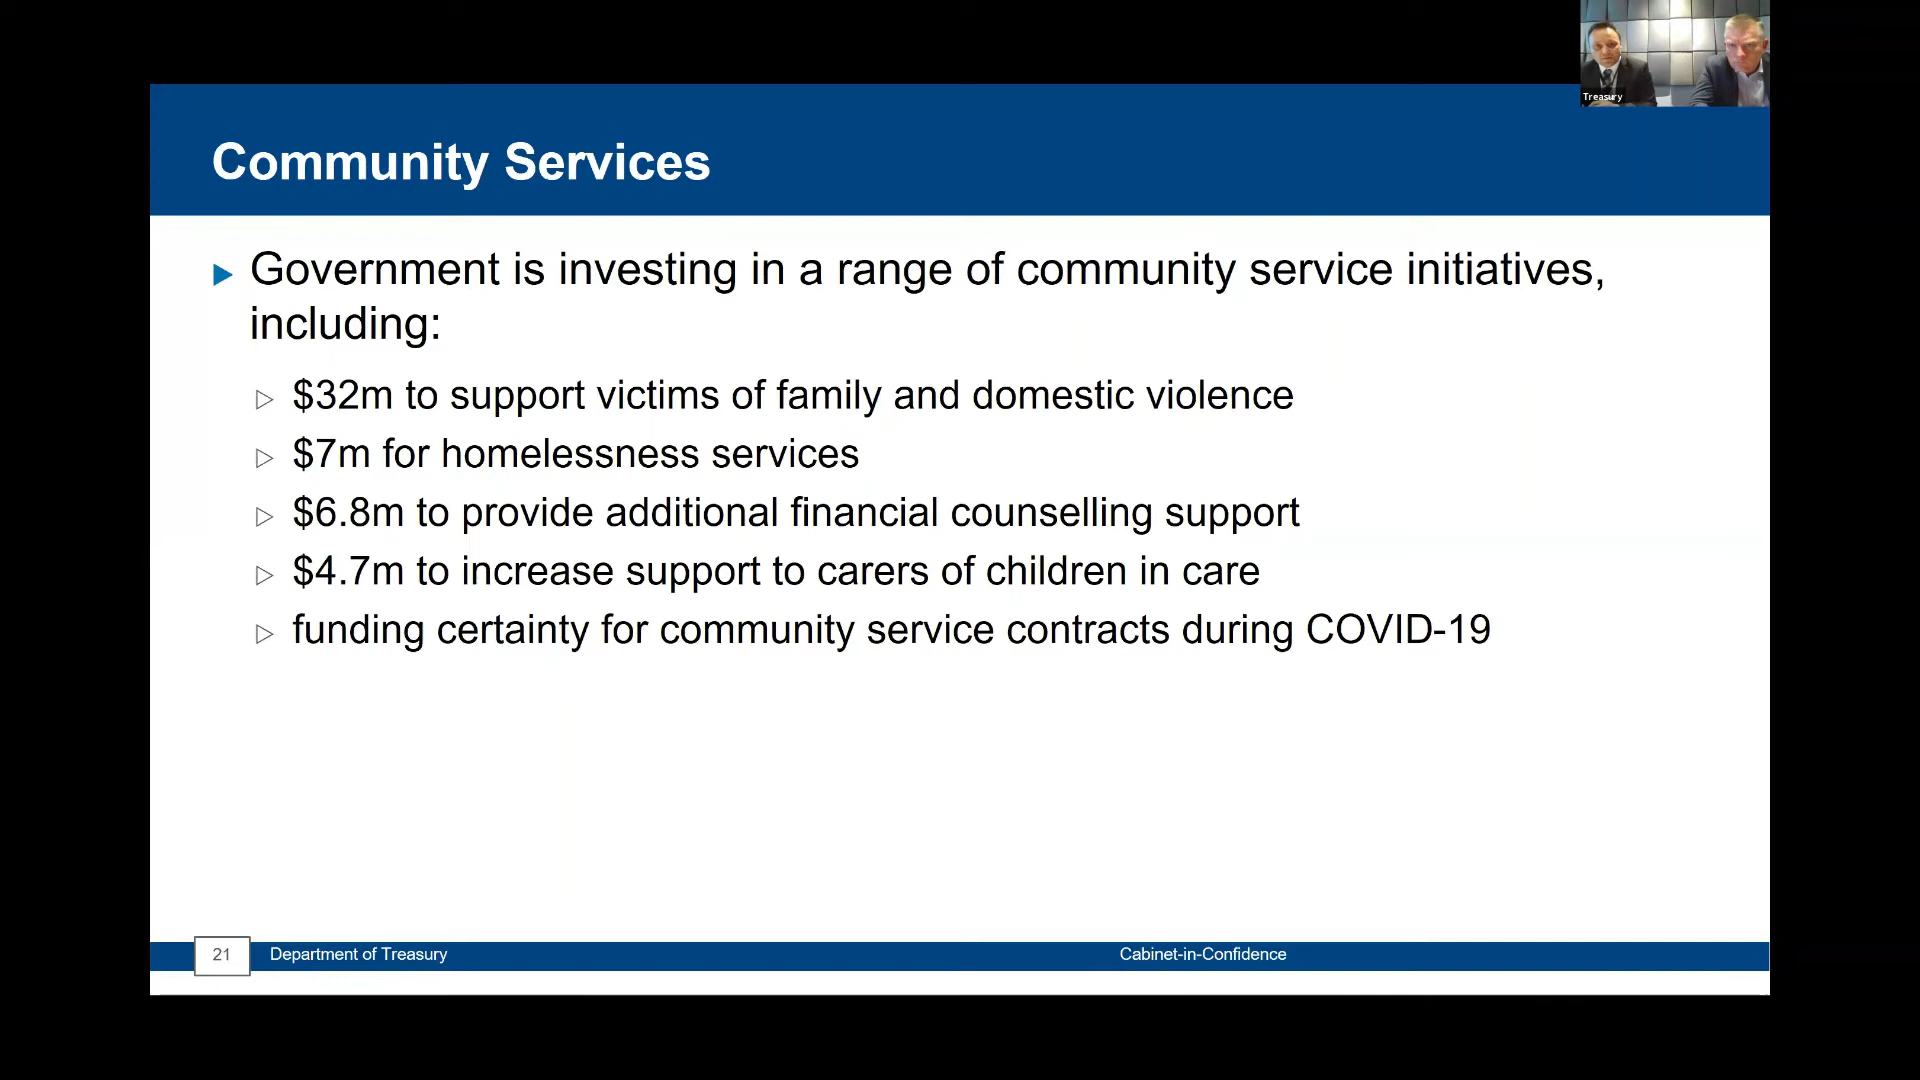 Treasury
Community Services
Government is investing in a range of community service initiatives,
including:
$32m to support victims of family and domestic violence
$7m for homelessness services
$6.8m to provide additional financial counselling support
$4.7m to increase support to carers of children in care
funding certainty for community service contracts during COVID-19
21 Department of Treasury Cabinet-in-Confidence